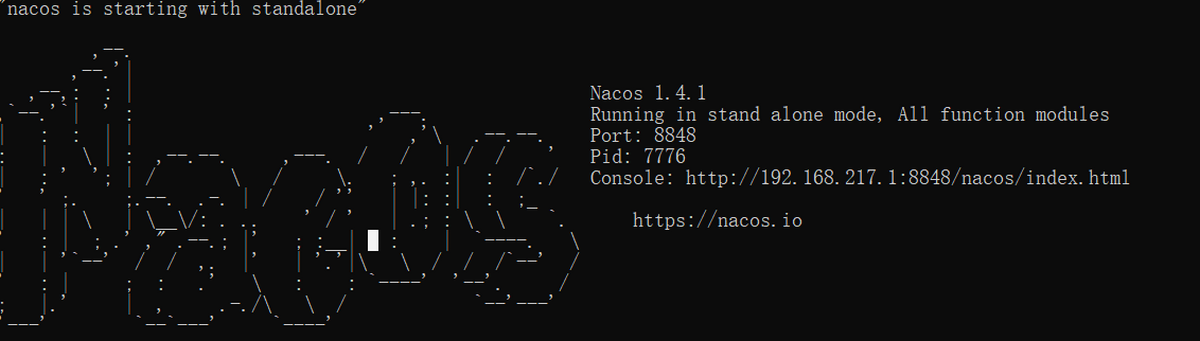 "nacos is starting with standalone"
Nacos 1.4.1
Running in stand alone mode, All function modules
Port: 8848
Pid: 7776
Console: http://192.168.217.1:8848/nacos/index.html
https://nacos.io